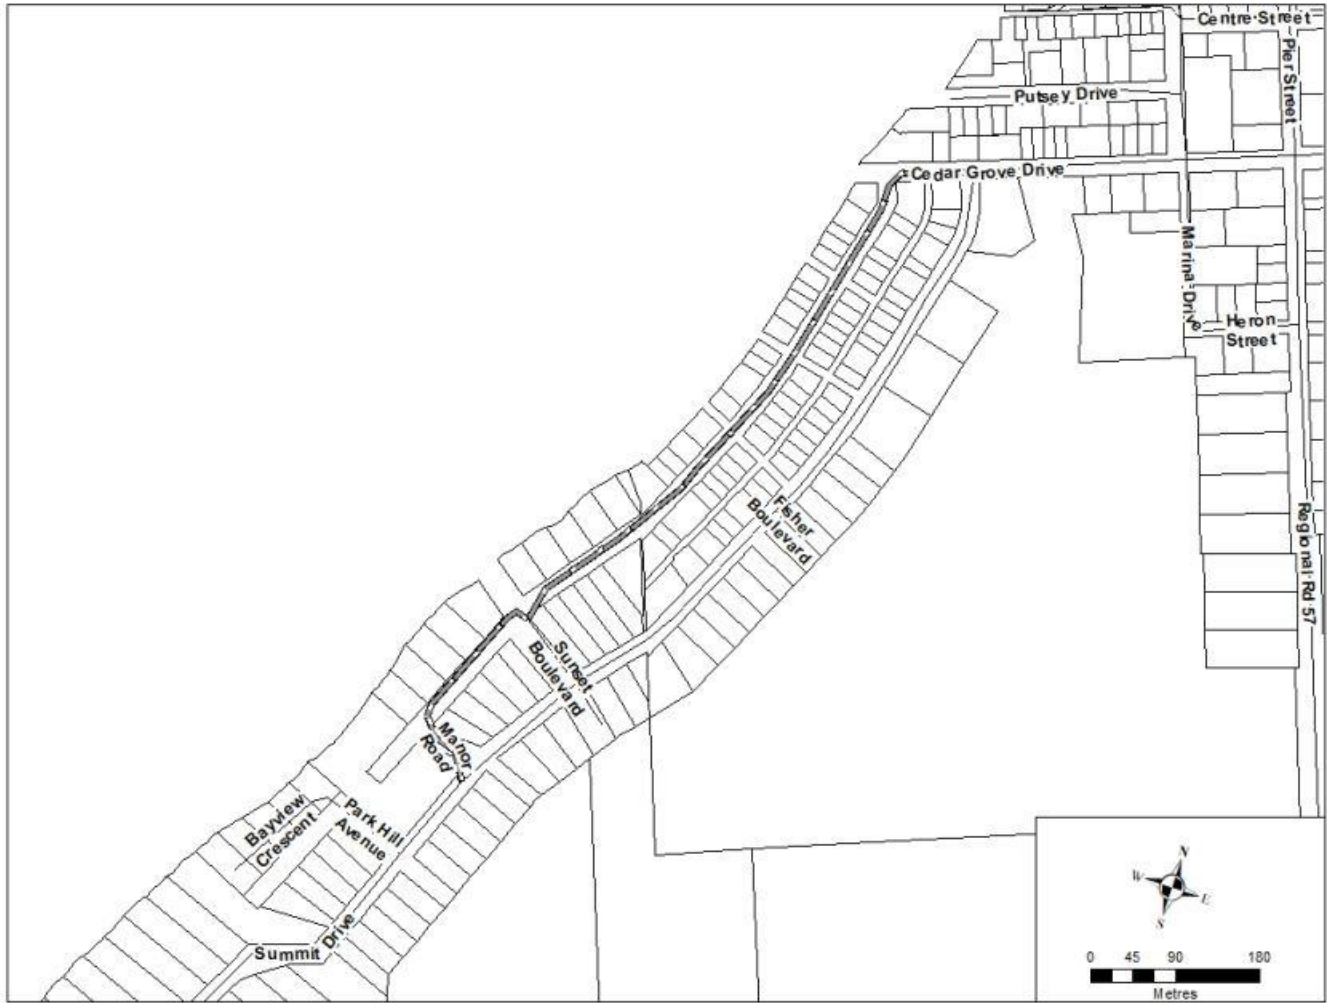 Centre Street
Pier Street
Putsey Drive
Cedar Grove Drive
Marina Drive
Heron
Street
Fisher
Boulevard
Regional Rd 57
Sunset
Boulevard
Manor
Road
Park Hill
Avenue
Bayview
Crescent
Summit Drive
N
W
E
S
0 45 90 180
Metres